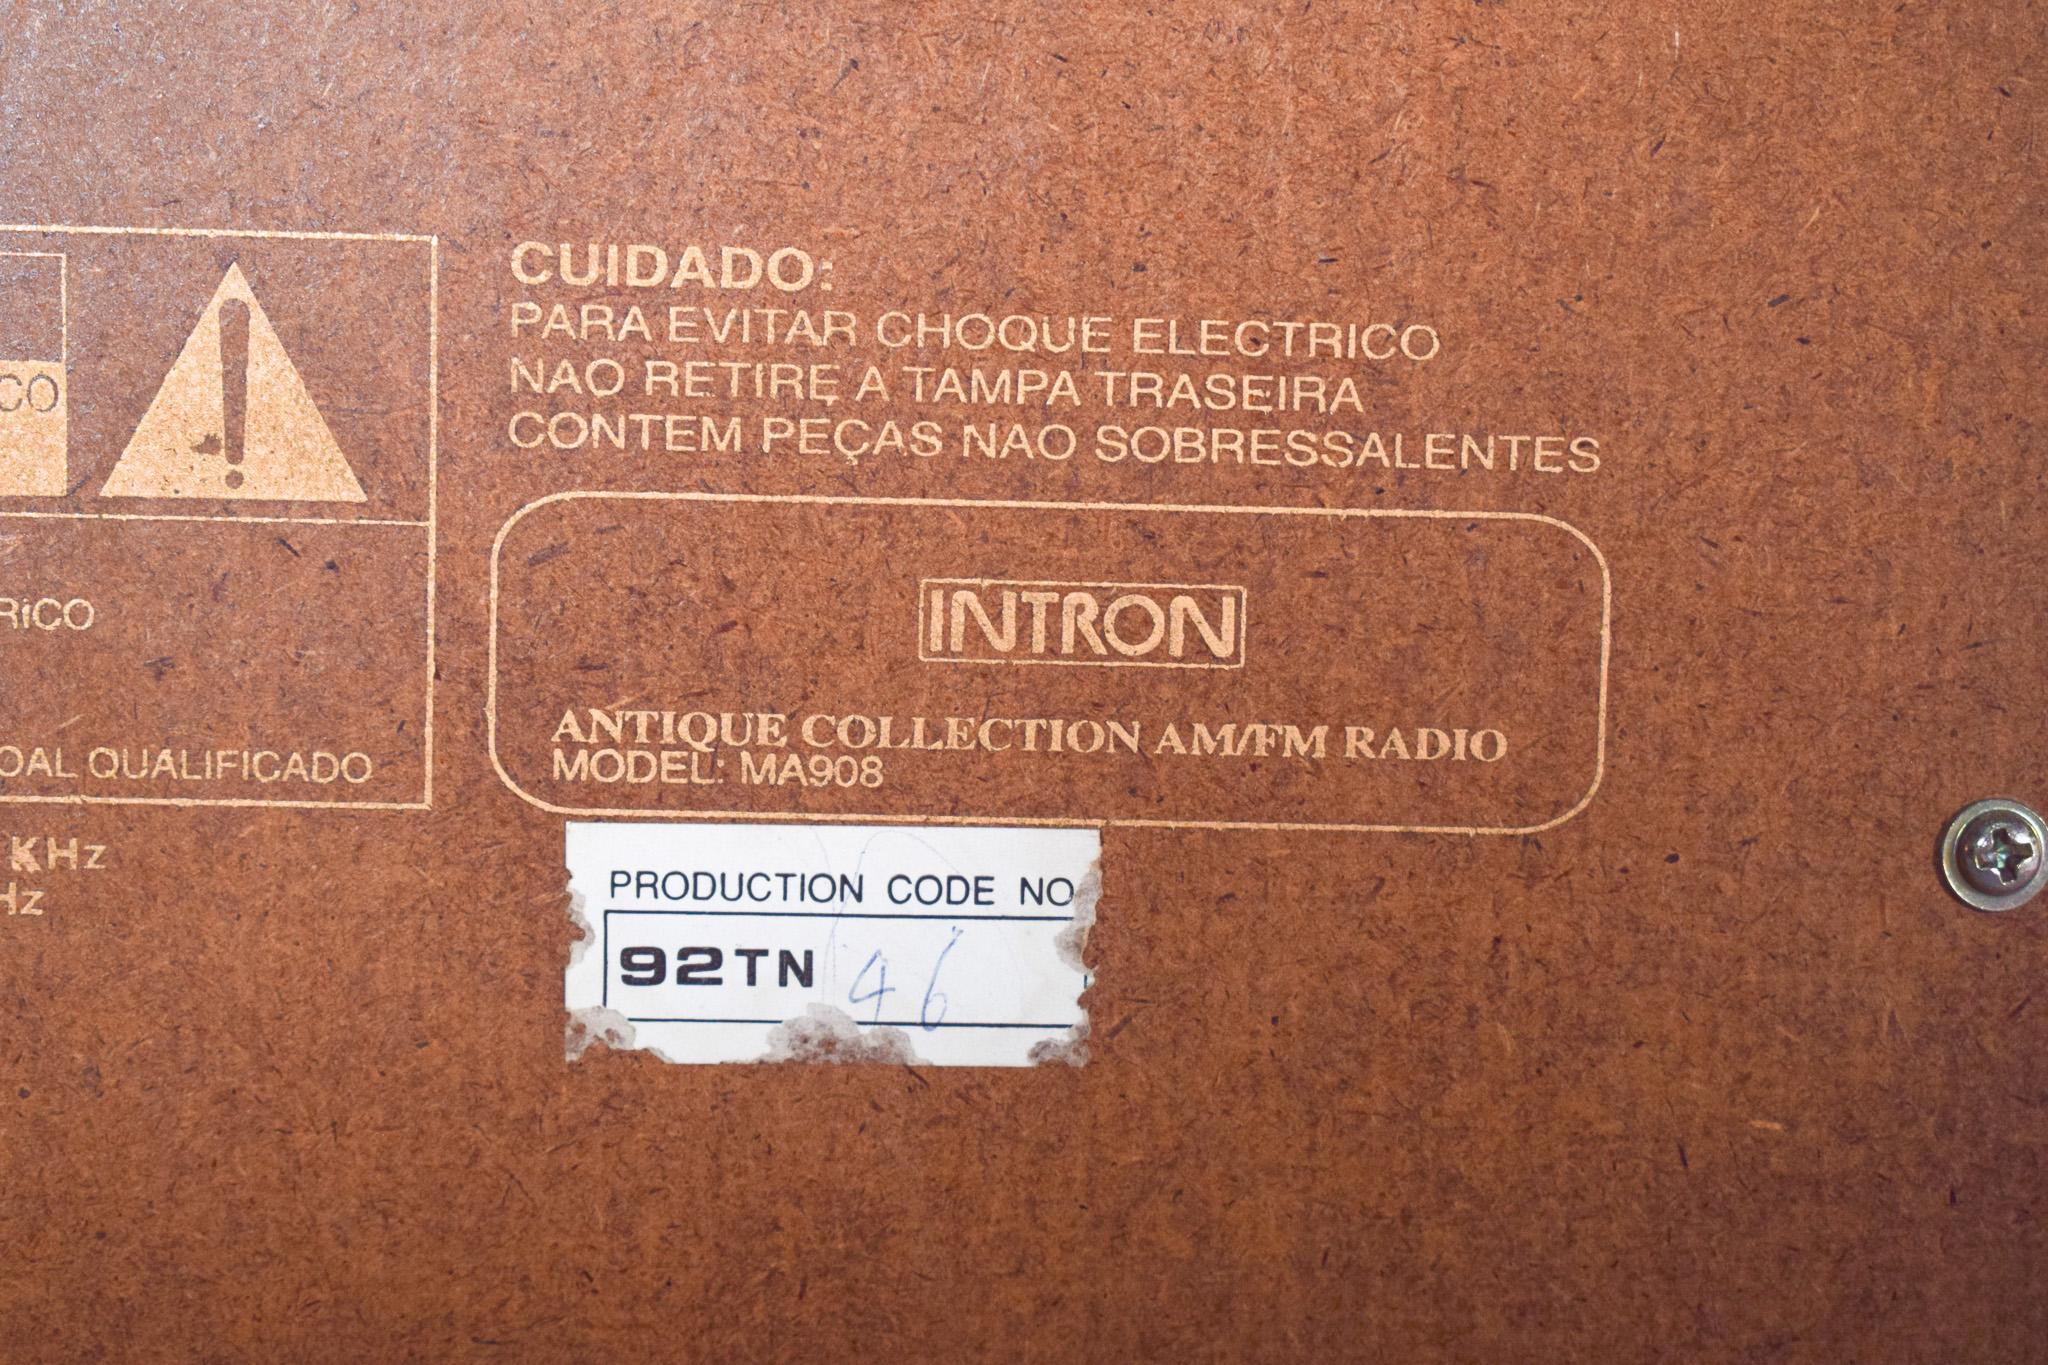 CO
RiCO
OAL QUALIFICADO
KHz
Hz
CUIDADO:
PARA EVITAR CHOQUE ELECTRICO
NAO RETIRE A TAMPA TRASEIRA
CONTEM PEÇAS NAO SOBRESSALENTES
INTRON
ANTIQUE COLLECTION AM/FM RADIO
MODEL: MA908
PRODUCTION CODE NO
92TN 46